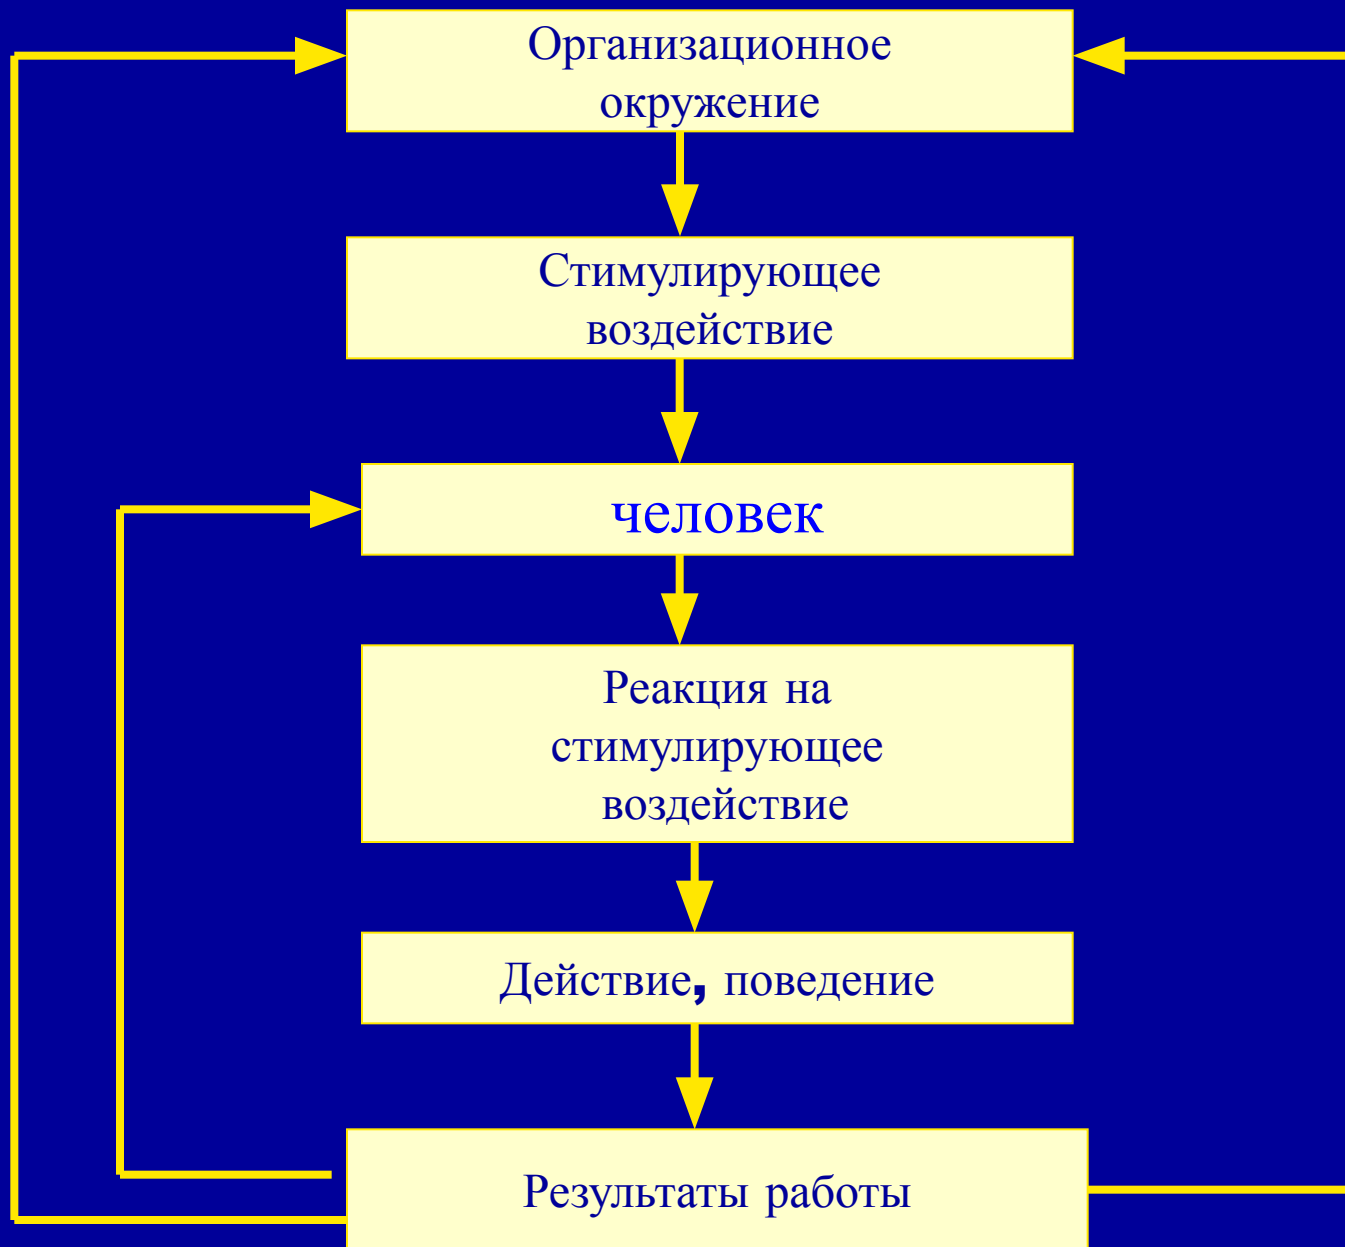 Организационное
окружение
Стимулирующее
воздействие
человек
Реакция на
стимулирующее
воздействие
Действие, поведение
Результаты работы